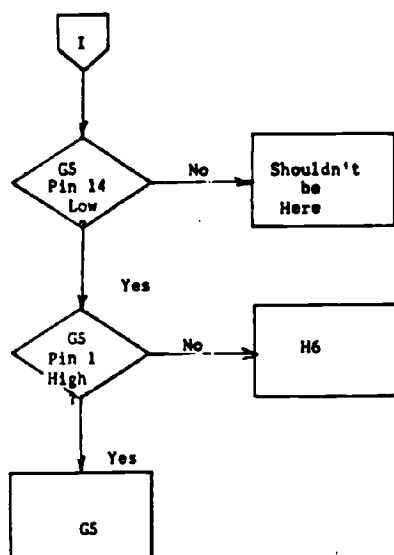 I
G5
Pin 14
Low
No
Shouldn't
be
Here
Yes
G5
Pin 1
High
No
H6
Yes
G5